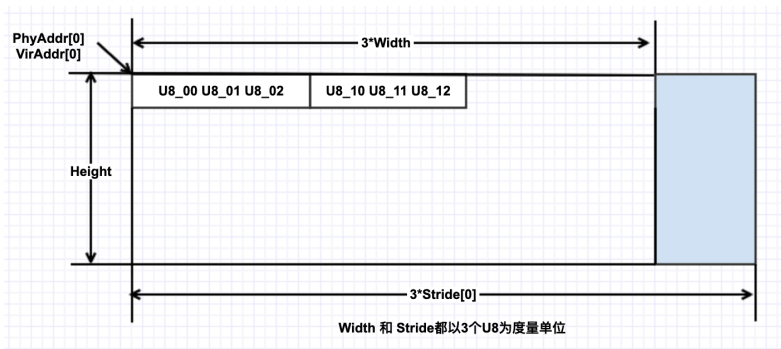 PhyAddr[0]
VirAddr[0]
3*Width
U8_00 U8_01 U8_02
U8_10 U8_11 U8_12
Height
3*Stride[0]
Width 和 Stride都以3个U8为度量单位